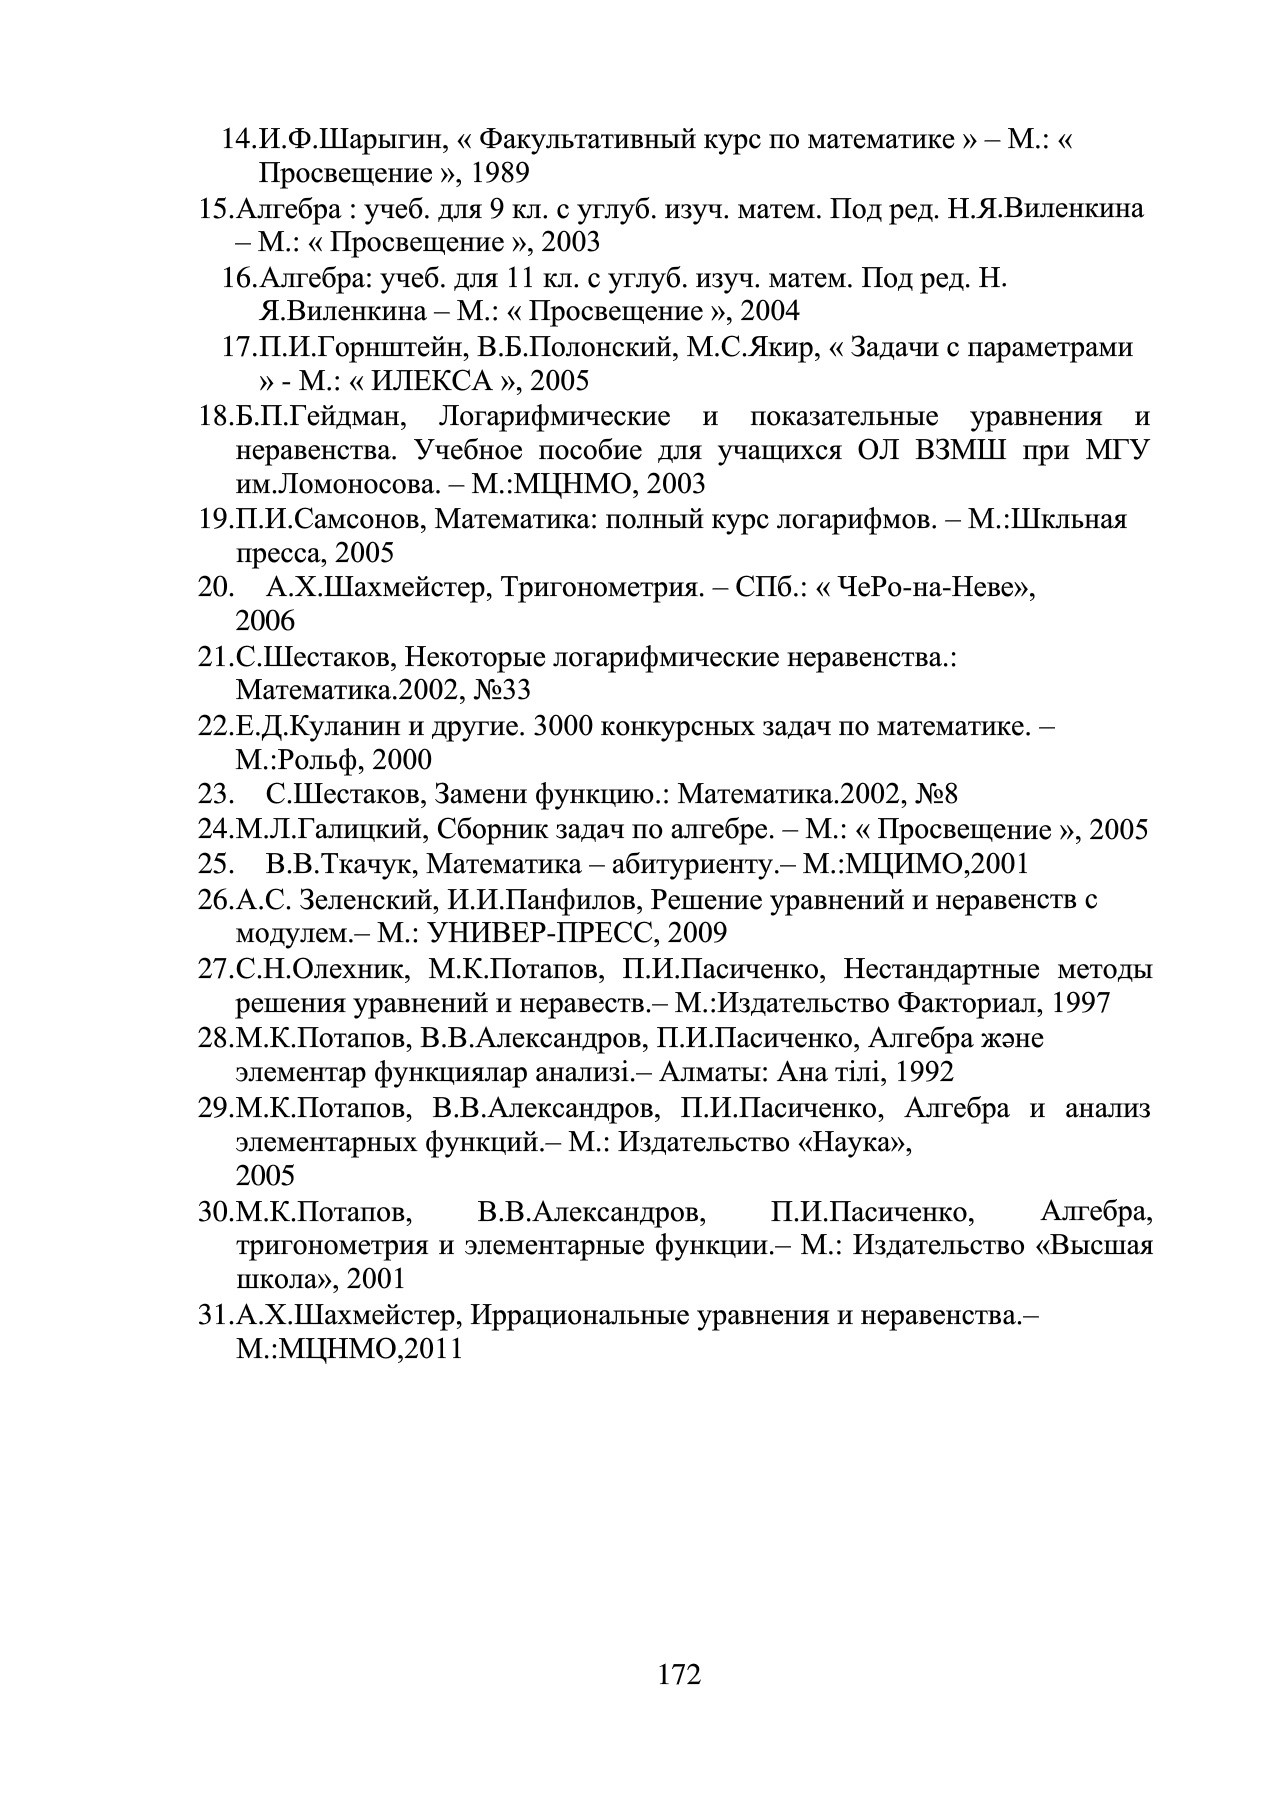 14.И.Ф.Шарыгин, « Факультативный курс по математике » – М.: «
Просвещение », 1989
15.Алгебра : учеб. для 9 кл. с углуб. изуч. матем. Под ред. Н.Я.Виленкина
– М.: « Просвещение », 2003
16.Алгебра: учеб. для 11 кл. с углуб. изуч. матем. Под ред. Н.
Я.Виленкина – М.: « Просвещение », 2004
17.П.И.Горнштейн, В.Б.Полонский, М.С.Якир, « Задачи с параметрами
» - М.: « ИЛЕКСА », 2005
18.Б.П.Гейдман, Логарифмические и показательные уравнения и
неравенства. Учебное пособие для учащихся ОЛ ВЗМШ при МГУ
им.Ломоносова. – М.:МЦНМО, 2003
19.П.И.Самсонов, Математика: полный курс логарифмов. – М.:Шкльная
пресса, 2005
20. А.Х.Шахмейстер, Тригонометрия. – СПб.: « ЧеРо-на-Неве»,
2006
21.С.Шестаков, Некоторые логарифмические неравенства.:
Математика.2002, №33
22.Е.Д.Куланин и другие. 3000 конкурсных задач по математике. –
М.:Рольф, 2000
23. С.Шестаков, Замени функцию.: Математика.2002, №8
24.М.Л.Галицкий, Сборник задач по алгебре. – М.: « Просвещение », 2005
25. В.В.Ткачук, Математика – абитуриенту.– М.:МЦИМО,2001
26.А.С. Зеленский, И.И.Панфилов, Решение уравнений и неравенств с
модулем.– М.: УНИВЕР-ПРЕСС, 2009
27.С.Н.Олехник, М.К.Потапов, П.И.Пасиченко, Нестандартные методы
решения уравнений и неравеств.– М.:Издательство Факториал, 1997
28.М.К.Потапов, В.В.Александров, П.И.Пасиченко, Алгебра және
элементар функциялар анализі.– Алматы: Ана тілі, 1992
29.М.К.Потапов, В.В.Александров, П.И.Пасиченко, Алгебра и анализ
элементарных функций.– М.: Издательство «Наука»,
2005
30.М.К.Потапов, В.В.Александров, П.И.Пасиченко, Алгебра,
тригонометрия и элементарные функции.– М.: Издательство «Высшая
школа», 2001
31.А.Х.Шахмейстер, Иррациональные уравнения и неравенства.–
М.:МЦНМО,2011
172